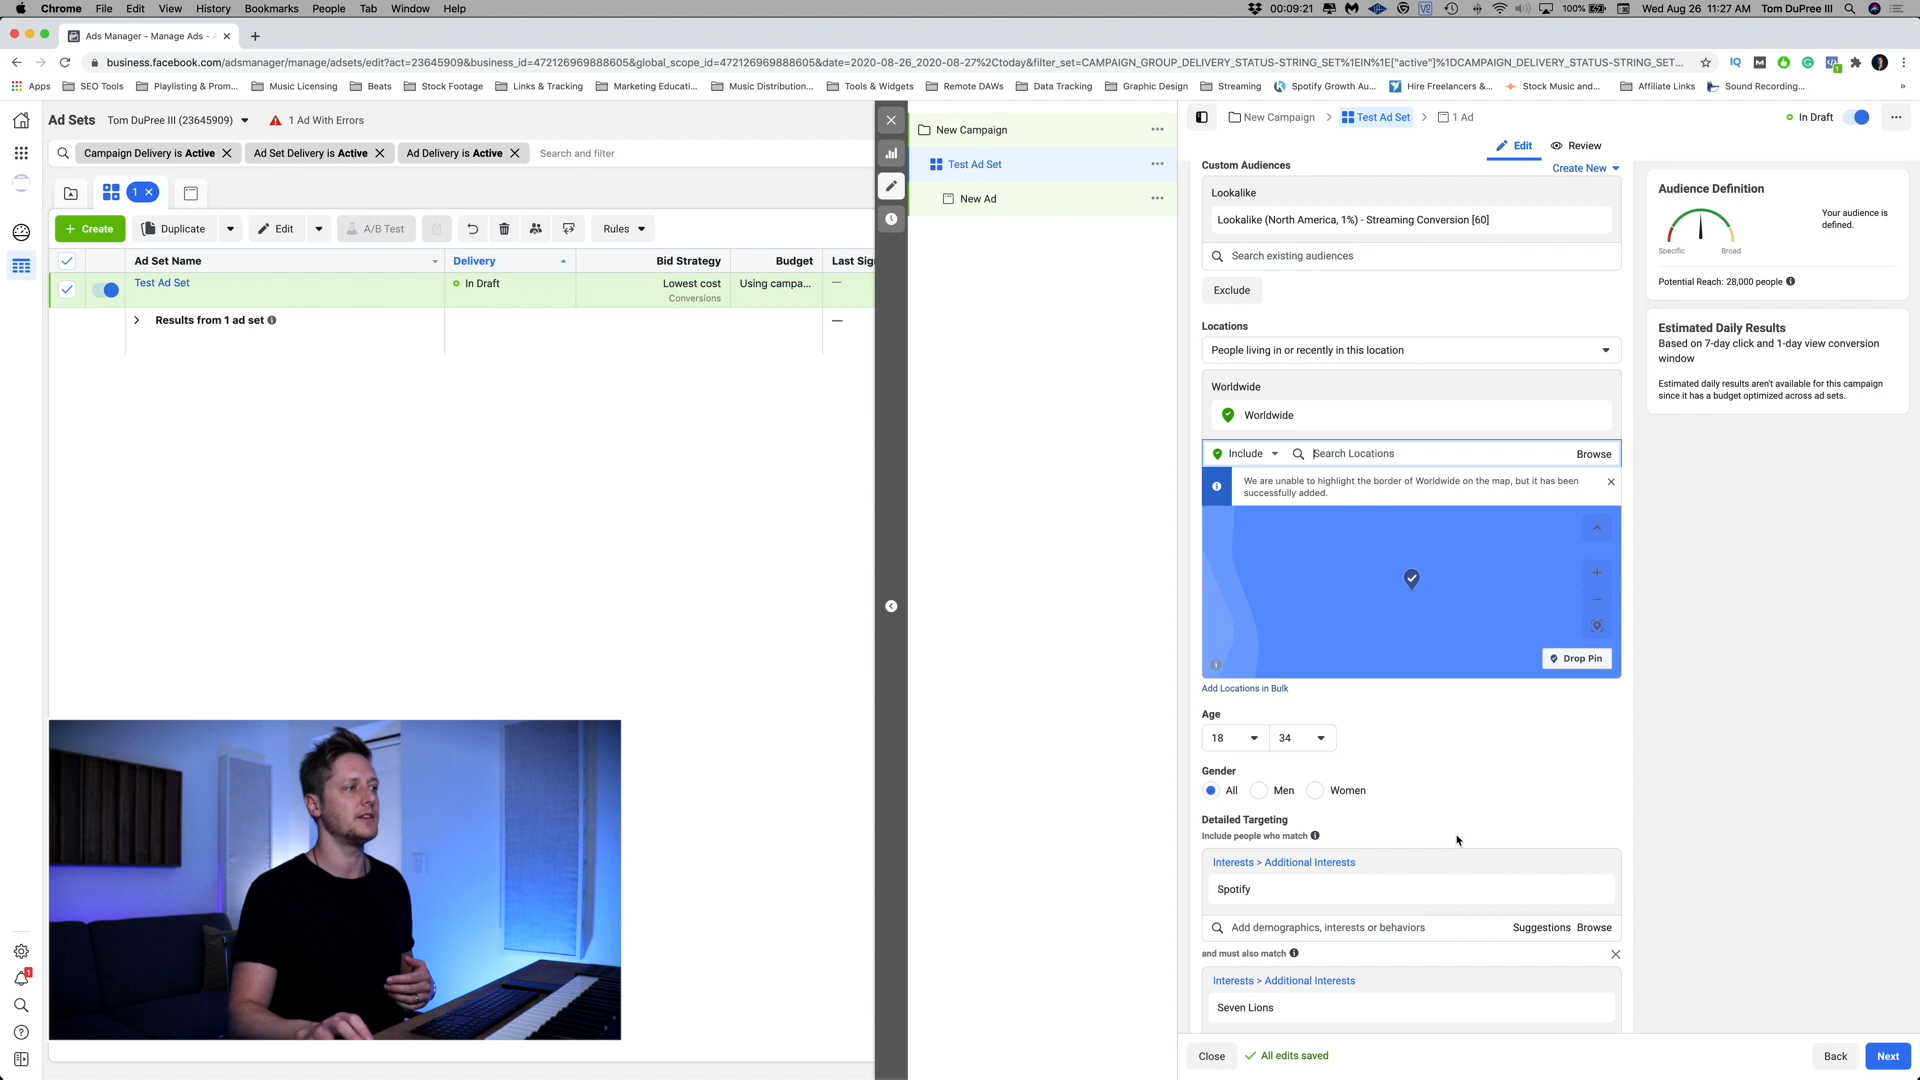 Chrome File Edit View History Bookmarks People Tab Window Help 00:09:21 100% Wed Aug 26 11:27 AM Tom DuPree III
Ads Manager - Manage Ads -
business.facebook.com/adsmanager/manage/adsets/edit?act=23645909&business_id=472126969888605&global_scope_id=472126969888605&date=2020-08-26_2020-08-27%2Ctoday&filter_set=CAMPAIGN_GROUP_DELIVERY_STATUS-STRING_SET%1EIN%1E["active"]%1DCAMPAIGN_DELIVERY_STATUS-STRING_SET...
Apps SEO Tools Playlisting & Prom... Music Licensing Beats Stock Footage Links & Tracking Marketing Educati... Music Distribution... Tools & Widgets Remote DAWs Data Tracking Graphic Design Streaming Spotify Growth Au... Hire Freelancers &... Stock Music and... Affiliate Links Sound Recording... »
Ad Sets Tom DuPree III (23645909) 1 Ad With Errors
Campaign Delivery is Active Ad Set Delivery is Active Ad Delivery is Active Search and filter
1
+ Create Duplicate Edit A/B Test Rules
Ad Set Name Delivery Bid Strategy Budget Last Sig
Test Ad Set In Draft Lowest cost Using campa... —
Conversions
Results from 1 ad set —
New Campaign
Test Ad Set
New Ad
New Campaign > Test Ad Set > 1 Ad In Draft
Edit Review
Custom Audiences
Create New
Lookalike
Lookalike (North America, 1%) - Streaming Conversion [60]
Search existing audiences
Exclude
Locations
People living in or recently in this location
Worldwide
Worldwide
Include Search Locations Browse
We are unable to highlight the border of Worldwide on the map, but it has been
successfully added.
Drop Pin
Add Locations in Bulk
Age
18 34
Gender
All Men Women
Detailed Targeting
Include people who match
Interests > Additional Interests
Spotify
Add demographics, interests or behaviors Suggestions Browse
and must also match
Interests > Additional Interests
Seven Lions
Close All edits saved Back Next
Audience Definition
Your audience is
defined.
Specific Broad
Potential Reach: 28,000 people
Estimated Daily Results
Based on 7-day click and 1-day view conversion
window
Estimated daily results aren't available for this campaign
since it has a budget optimized across ad sets.